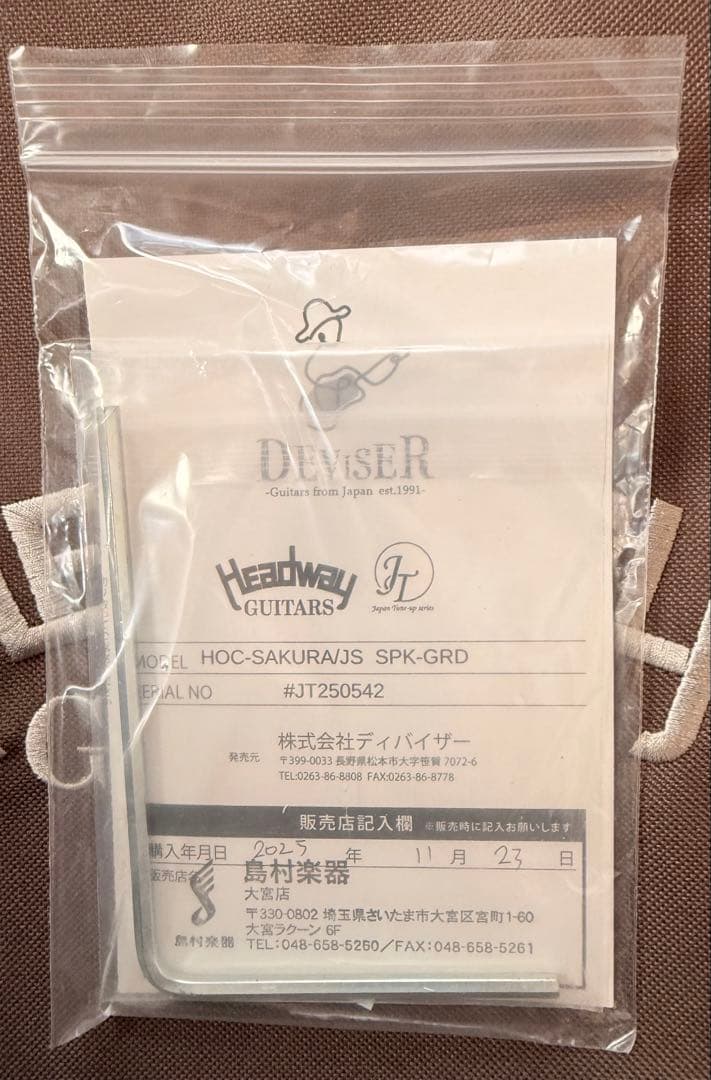 DEVISER
-Guitars from Japan est.1991-
Headway
GUITARS
JT
Japan Tune-up series
MODEL HOC-SAKURA/JS SPK-GRD
SERIAL NO #JT250542
発売元 株式会社ディバイザー
〒399-0033 長野県松本市大字笹賀 7072-6
TEL:0263-86-8808 FAX:0263-86-8778
販売店記入欄 ※販売時に記入お願いします
購入年月日 2025 年 11 月 23 日
販売店名 島村楽器
大宮店
〒330-0802 埼玉県さいたま市大宮区宮町1-60
大宮ラクーン 6F
島村楽器 TEL:048-658-5260/FAX:048-658-5261